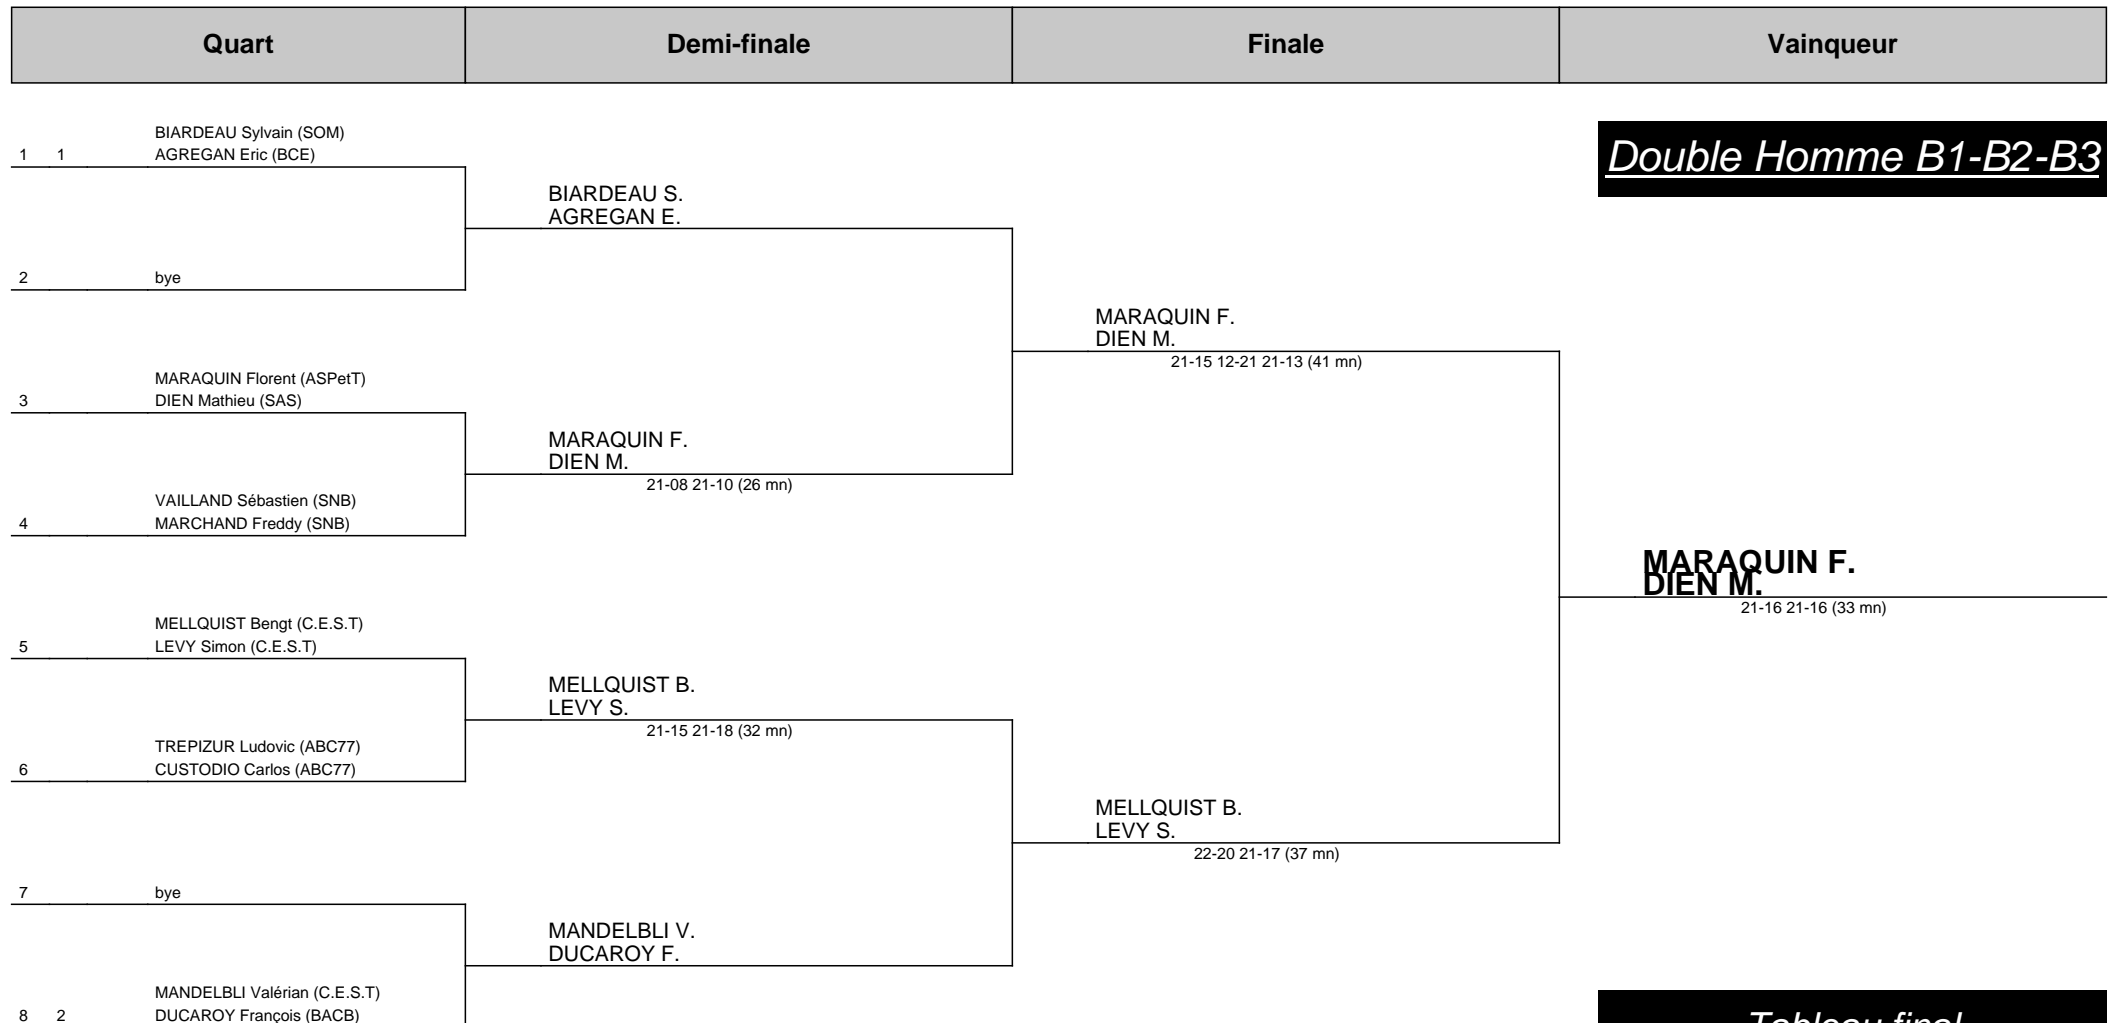 Quart Demi-finale Finale Vainqueur
BIARDEAU Sylvain (SOM)
1 1 AGREGAN Eric (BCE)
Double Homme B1-B2-B3
BIARDEAU S.
AGREGAN E.
2 bye
MARAQUIN F.
DIEN M.
21-15 12-21 21-13 (41 mn)
MARAQUIN Florent (ASPetT)
3 DIEN Mathieu (SAS)
MARAQUIN F.
DIEN M.
21-08 21-10 (26 mn)
VAILLAND Sébastien (SNB)
4 MARCHAND Freddy (SNB)
MARAQUIN F.
DIEN M.
21-16 21-16 (33 mn)
MELLQUIST Bengt (C.E.S.T)
5 LEVY Simon (C.E.S.T)
MELLQUIST B.
LEVY S.
21-15 21-18 (32 mn)
TREPIZUR Ludovic (ABC77)
6 CUSTODIO Carlos (ABC77)
MELLQUIST B.
LEVY S.
22-20 21-17 (37 mn)
7 bye
MANDELBLI V.
DUCAROY F.
MANDELBLI Valérian (C.E.S.T)
8 2 DUCAROY François (BACB)
Tableau final